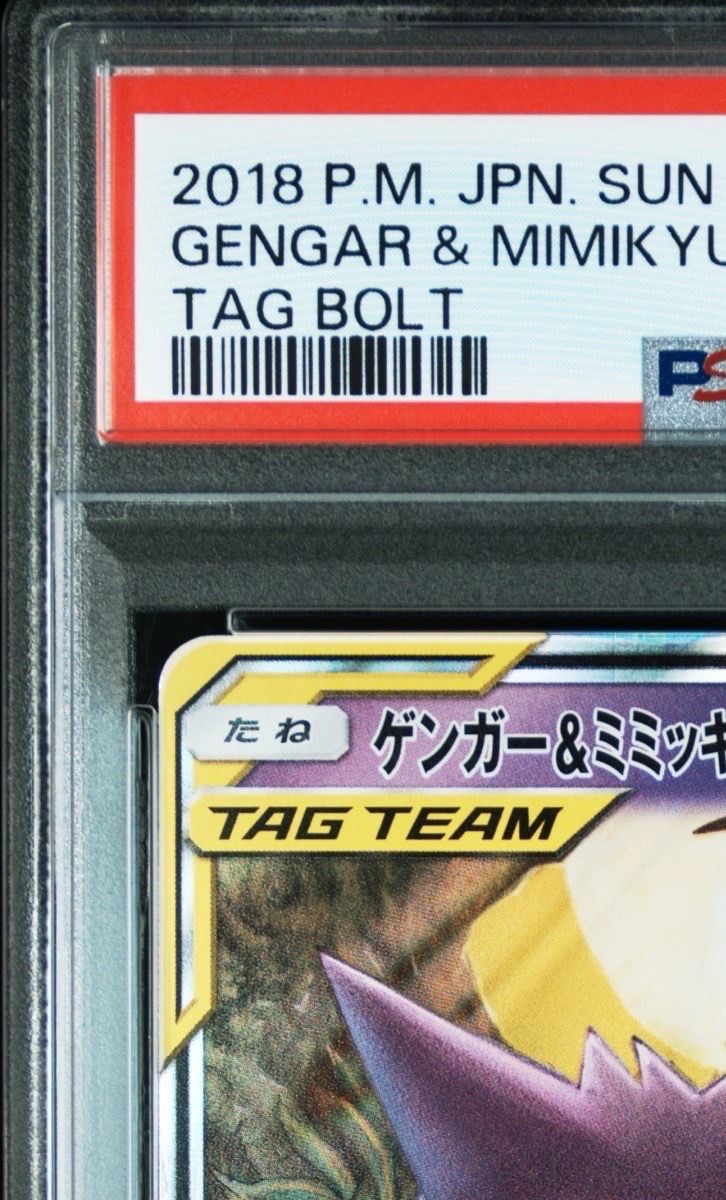 2018 P.M. JPN. SUN
GENGAR & MIMIKYU
TAG BOLT
PS
たね
ゲンガー&ミミッキ
TAG TEAM